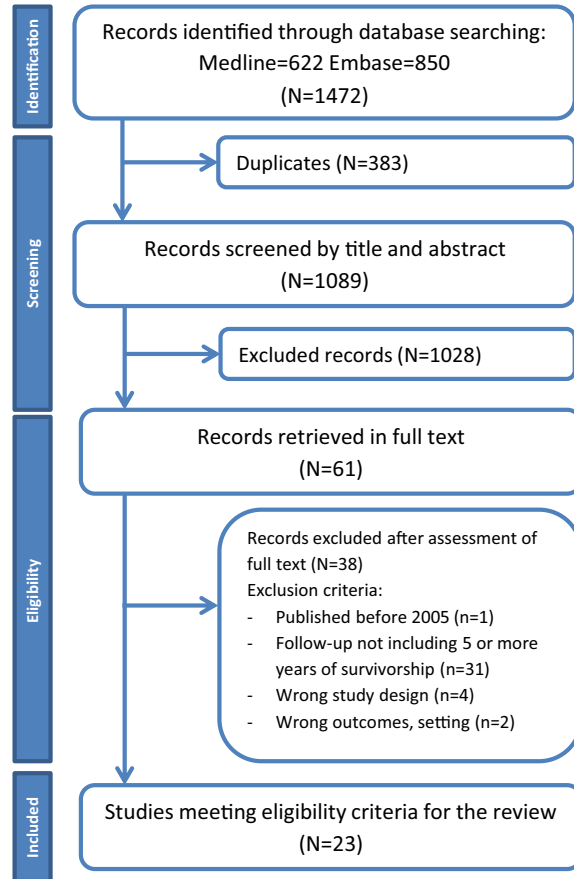 Identification
Records identified through database searching:
Medline=622 Embase=850
(N=1472)
Duplicates (N=383)
Screening
Records screened by title and abstract
(N=1089)
Excluded records (N=1028)
Eligibility
Records retrieved in full text
(N=61)
Records excluded after assessment of
full text (N=38)
Exclusion criteria:
- Published before 2005 (n=1)
- Follow-up not including 5 or more
years of survivorship (n=31)
- Wrong study design (n=4)
- Wrong outcomes, setting (n=2)
Included
Studies meeting eligibility criteria for the review
(N=23)